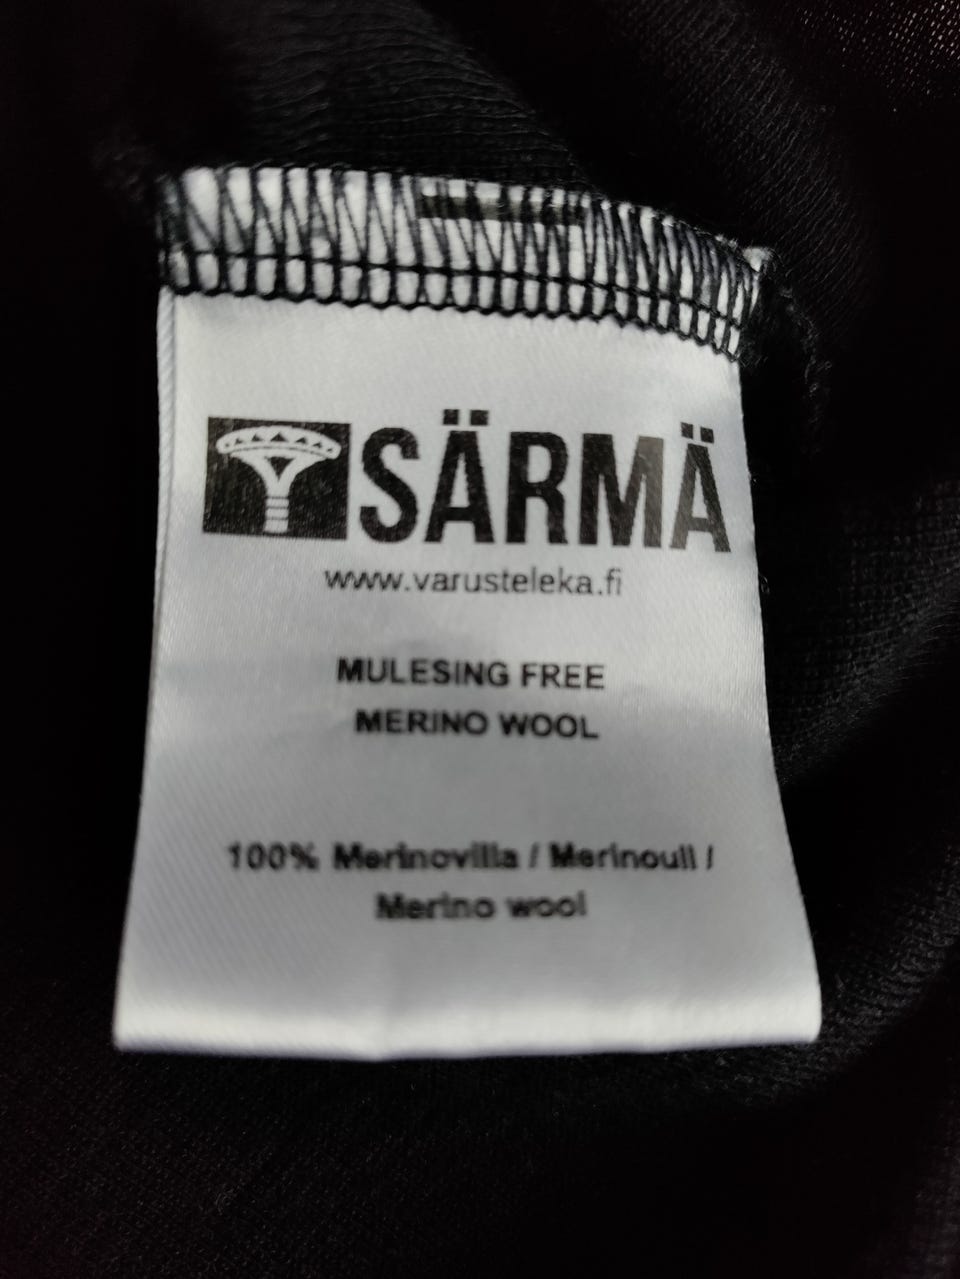 SÄRMÄ
www.varusteleka.fi
MULESING FREE
MERINO WOOL
100% Merinovilla / Merinoull /
Merino wool